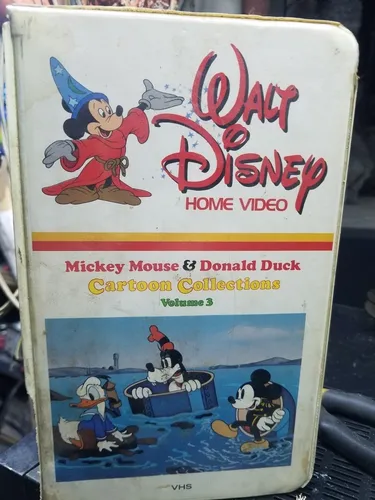 WALT
DISNEY
HOME VIDEO
Mickey Mouse & Donald Duck
Cartoon Collections
Volume 3
VHS